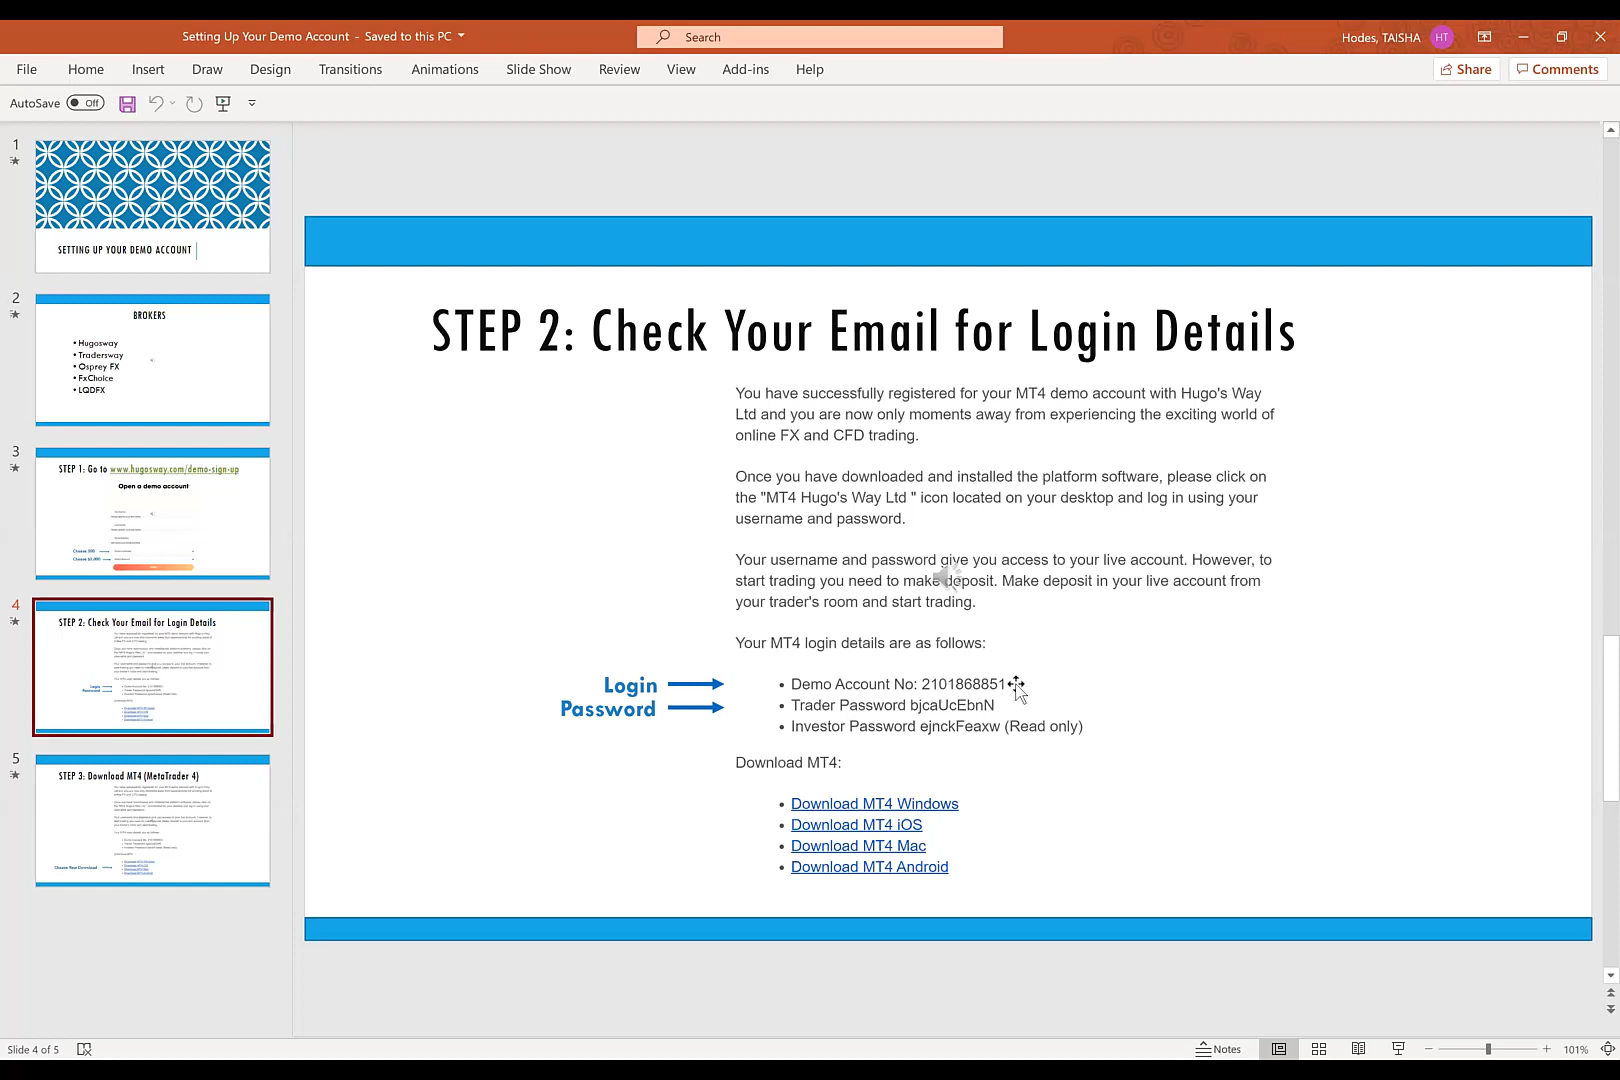 Setting Up Your Demo Account - Saved to this PC
Search
Hodes, TAISHA
HT
File Home Insert Draw Design Transitions Animations Slide Show Review View Add-ins Help
Share
Comments
AutoSave Off
1
SETTING UP YOUR DEMO ACCOUNT
2
BROKERS
• Hugosway
• Tradersway
• Osprey FX
• FxChoice
• LQDFX
3
STEP 1: Go to www.hugosway.com/demo-sign-up
Open a demo account
4
STEP 2: Check Your Email for Login Details
Login
Password
5
STEP 3: Download MT4 (MetaTrader 4)
Choose Your Download
STEP 2: Check Your Email for Login Details
You have successfully registered for your MT4 demo account with Hugo's Way
Ltd and you are now only moments away from experiencing the exciting world of
online FX and CFD trading.
Once you have downloaded and installed the platform software, please click on
the "MT4 Hugo's Way Ltd " icon located on your desktop and log in using your
username and password.
Your username and password give you access to your live account. However, to
start trading you need to make deposit. Make deposit in your live account from
your trader's room and start trading.
Your MT4 login details are as follows:
Login
• Demo Account No: 2101868851
Password
• Trader Password bjcaUcEbnN
• Investor Password ejnckFeaxw (Read only)
Download MT4:
• Download MT4 Windows
• Download MT4 iOS
• Download MT4 Mac
• Download MT4 Android
Slide 4 of 5
Notes
101%